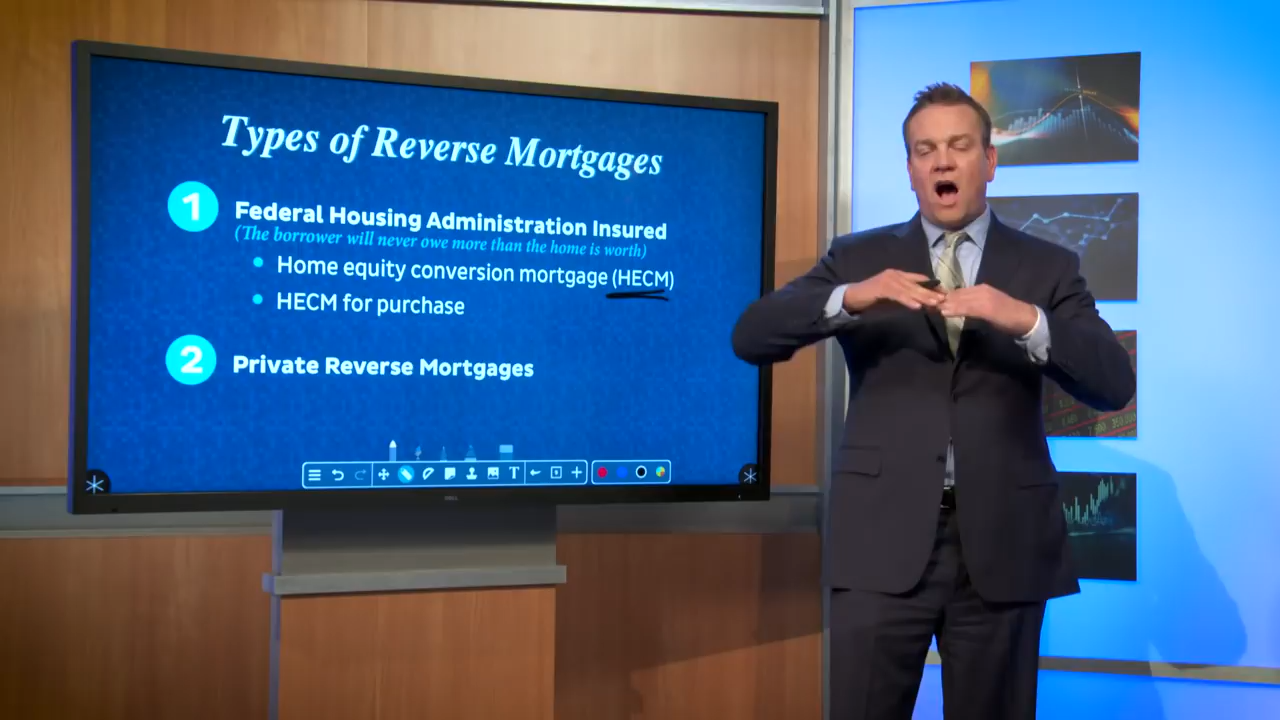 Types of Reverse Mortgages
1
Federal Housing Administration Insured
(The borrower will never owe more than the home is worth)
Home equity conversion mortgage (HECM)
HECM for purchase
2
Private Reverse Mortgages
T
DELL